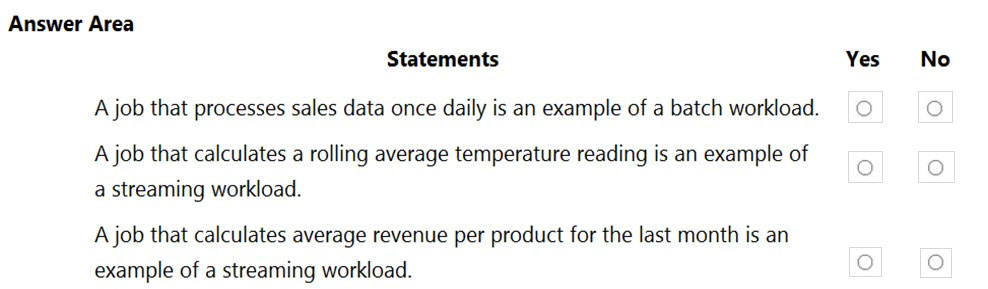 Answer Area
Statements Yes No
A job that processes sales data once daily is an example of a batch workload.
A job that calculates a rolling average temperature reading is an example of
a streaming workload.
A job that calculates average revenue per product for the last month is an
example of a streaming workload.